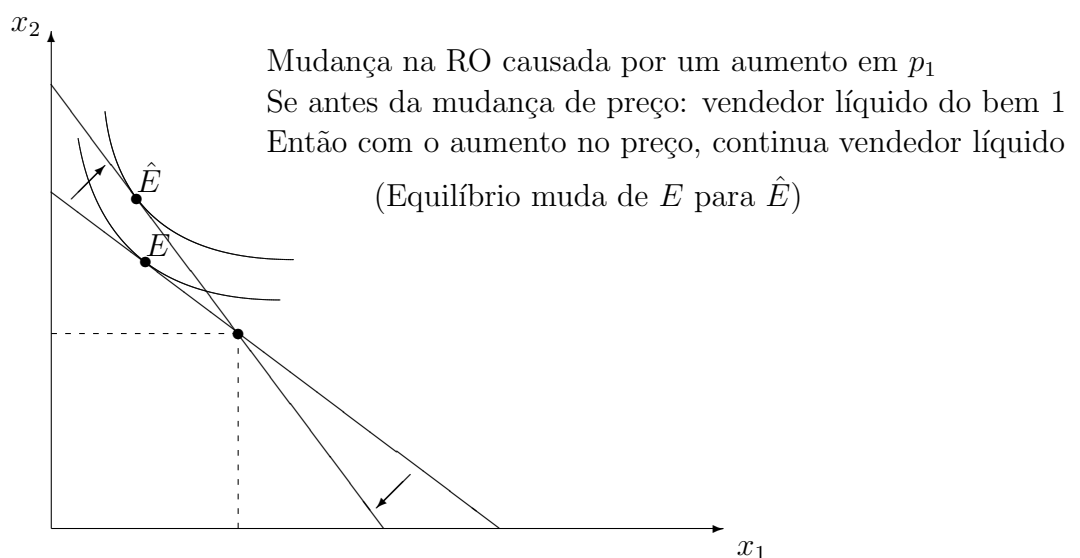 x₂
Mudança na RO causada por um aumento em p₁
Se antes da mudança de preço: vendedor líquido do bem 1
Então com o aumento no preço, continua vendedor líquido
(Equilíbrio muda de E para Ê)
Ê
E
x₁